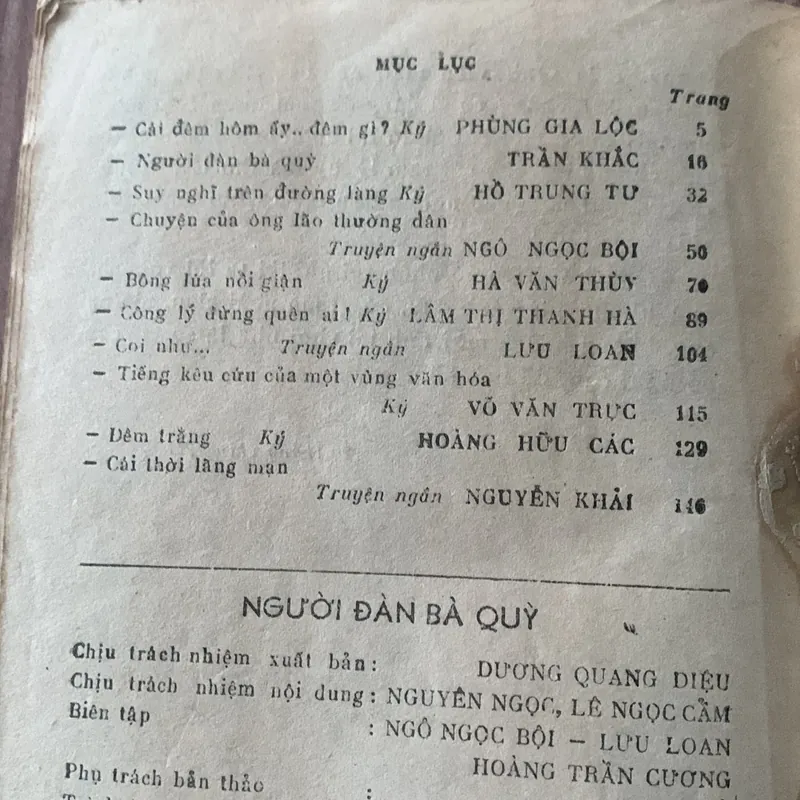 MỤC LỤC
Trang
— Cái đêm hôm ấy.. đêm gì? Ký PHÙNG GIA LỘC 5
— Người đàn bà quỳ TRẦN KHẮC 16
— Suy nghĩ trên đường làng Ký HỒ TRUNG TƯ 32
— Chuyện của ông lão thường dân
Truyện ngắn NGÔ NGỌC BỘI 50
— Bông lúa nổi giận Ký HÀ VĂN THÙY 70
— Công lý đừng quên ai! Ký LÂM THỊ THANH HÀ 89
— Coi như... Truyện ngắn LƯU LOAN 104
— Tiếng kêu cứu của một vùng văn hóa
Ký VÕ VĂN TRỰC 115
— Đêm trắng Ký HOÀNG HỮU CÁC 129
— Cái thời lãng mạn
Truyện ngắn NGUYỄN KHẢI 146
NGƯỜI ĐÀN BÀ QUỲ
Chịu trách nhiệm xuất bản: DƯƠNG QUANG DIỆU
Chịu trách nhiệm nội dung: NGUYÊN NGỌC, LÊ NGỌC CẦM
Biên tập : NGÔ NGỌC BỘI — LƯU LOAN
HOÀNG TRẦN CƯƠNG
Phụ trách bản thảo :